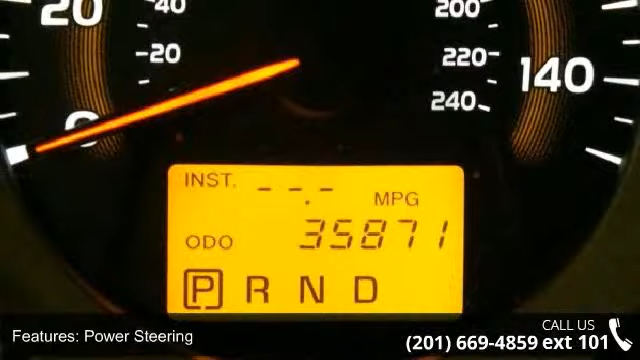 20
0
40
20
200
220
240
140
INST. --.- MPG
ODO 35871
P R N D
Features: Power Steering
CALL US
(201) 669-4859 ext 101